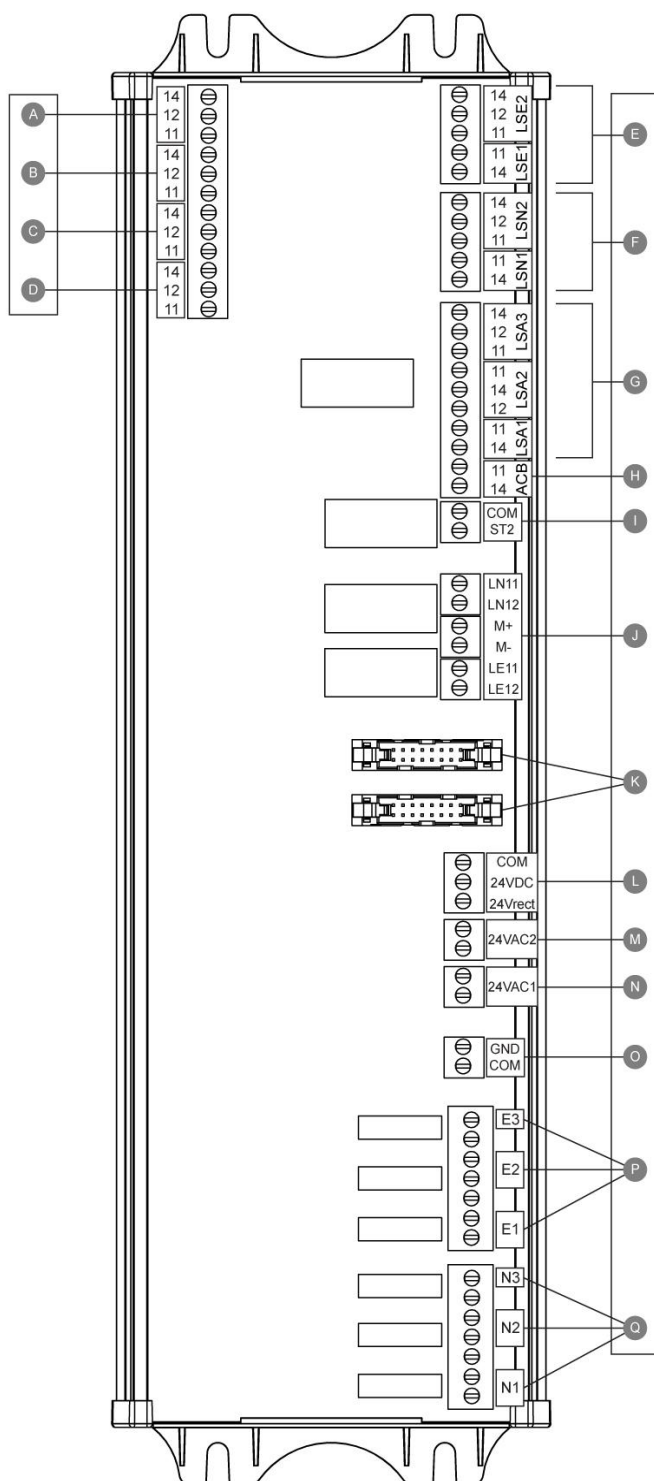 A
14
12
11
B
14
12
11
C
14
12
11
D
14
12
11
14
12
11
LSE2
11
14
LSE1
E
14
12
11
LSN2
11
14
LSN1
F
14
12
11
LSA3
11
14
12
LSA2
11
14
LSA1
G
11
14
ACB
H
COM
ST2
I
LN11
LN12
M+
M-
LE11
LE12
J
K
COM
24VDC
24Vrect
L
24VAC2
M
24VAC1
N
GND
COM
O
E3
E2
E1
P
N3
N2
N1
Q